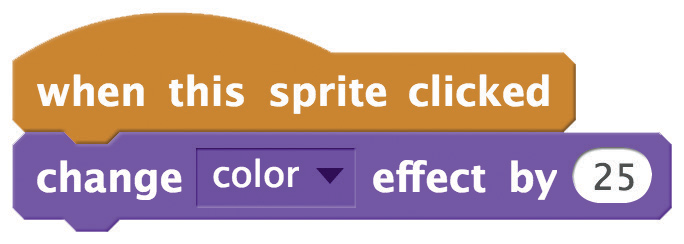 when this sprite clicked
change color effect by 25